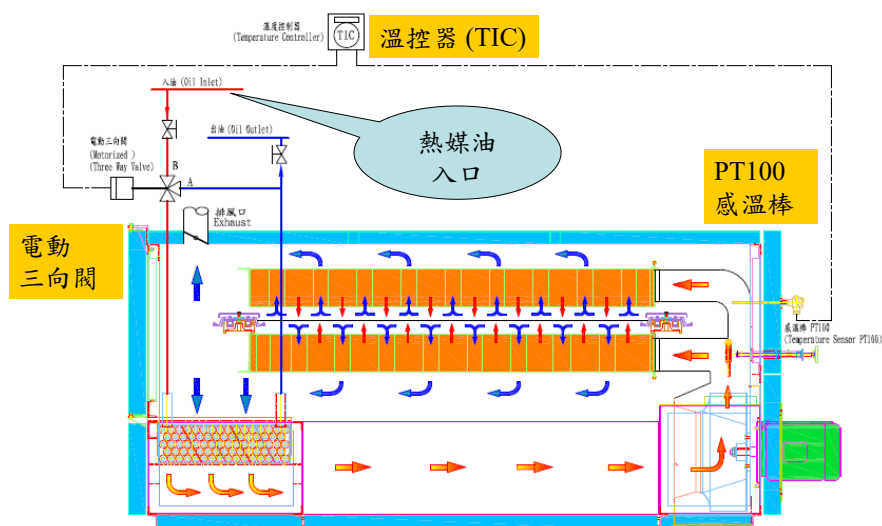 溫度控制器
(Temperature Controller)
TIC
溫控器 (TIC)
入油 (Oil Inlet)
出油 (Oil Outlet)
熱媒油
入口
電動三向閥
(Motorized )
(Three Way Valve)
B
A
排風口
Exhaust
PT100
感溫棒
電動
三向閥
感溫棒 PT100
(Temperature Sensor PT100)